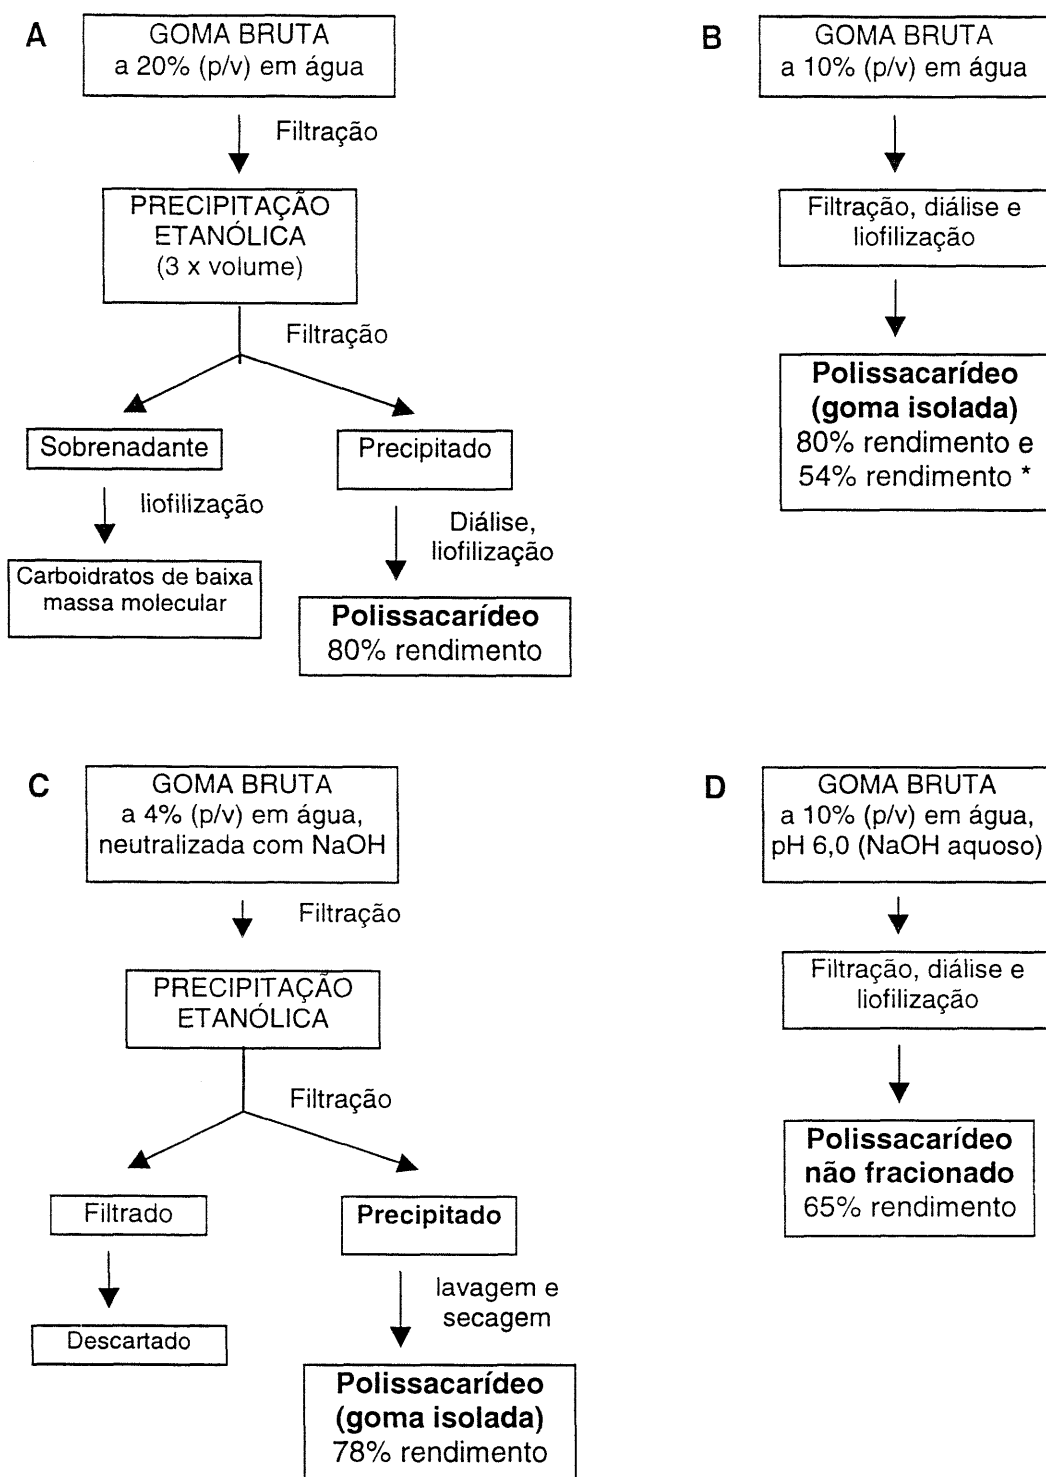 A
GOMA BRUTA
a 20% (p/v) em água
Filtração
PRECIPITAÇÃO
ETANÓLICA
(3 x volume)
Filtração
Sobrenadante
Precipitado
liofilização
Diálise,
liofilização
Carboidratos de baixa
massa molecular
Polissacarídeo
80% rendimento
B
GOMA BRUTA
a 10% (p/v) em água
Filtração, diálise e
liofilização
Polissacarídeo
(goma isolada)
80% rendimento e
54% rendimento *
C
GOMA BRUTA
a 4% (p/v) em água,
neutralizada com NaOH
Filtração
PRECIPITAÇÃO
ETANÓLICA
Filtração
Filtrado
Precipitado
lavagem e
secagem
Descartado
Polissacarídeo
(goma isolada)
78% rendimento
D
GOMA BRUTA
a 10% (p/v) em água,
pH 6,0 (NaOH aquoso)
Filtração, diálise e
liofilização
Polissacarídeo
não fracionado
65% rendimento